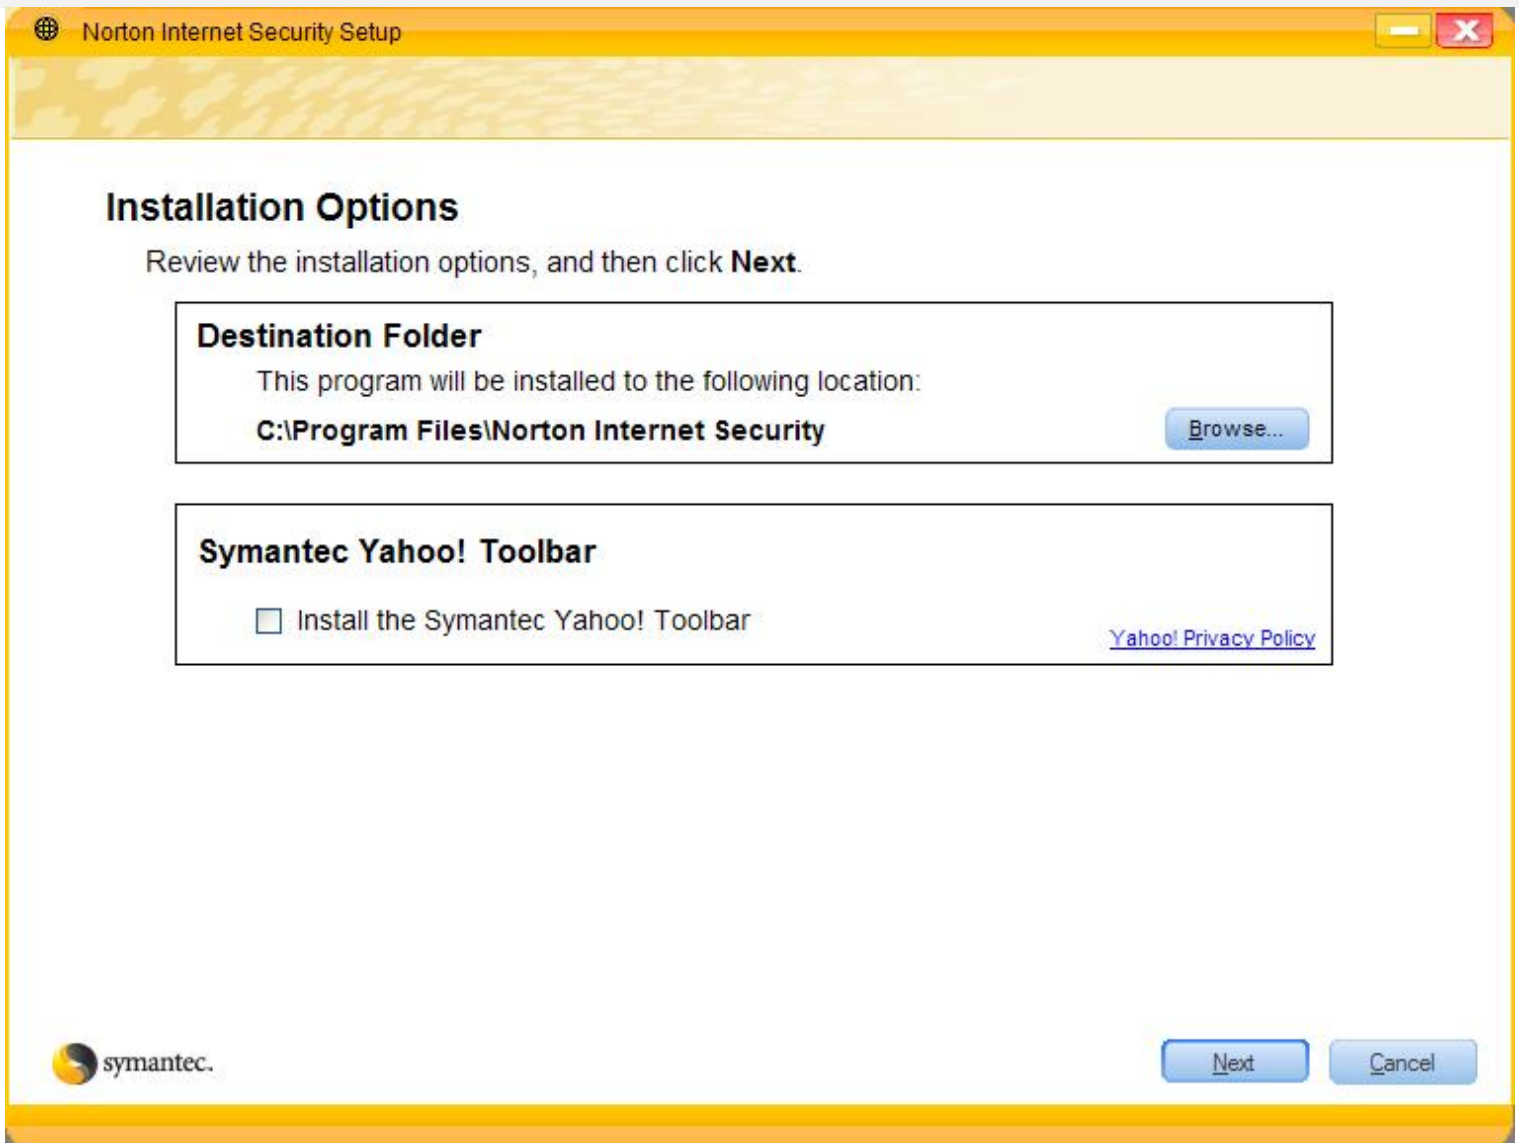 Norton Internet Security Setup
Installation Options
Review the installation options, and then click Next.
Destination Folder
This program will be installed to the following location:
C:\Program Files\Norton Internet Security
Browse...
Symantec Yahoo! Toolbar
Install the Symantec Yahoo! Toolbar
Yahoo! Privacy Policy
symantec.
Next
Cancel